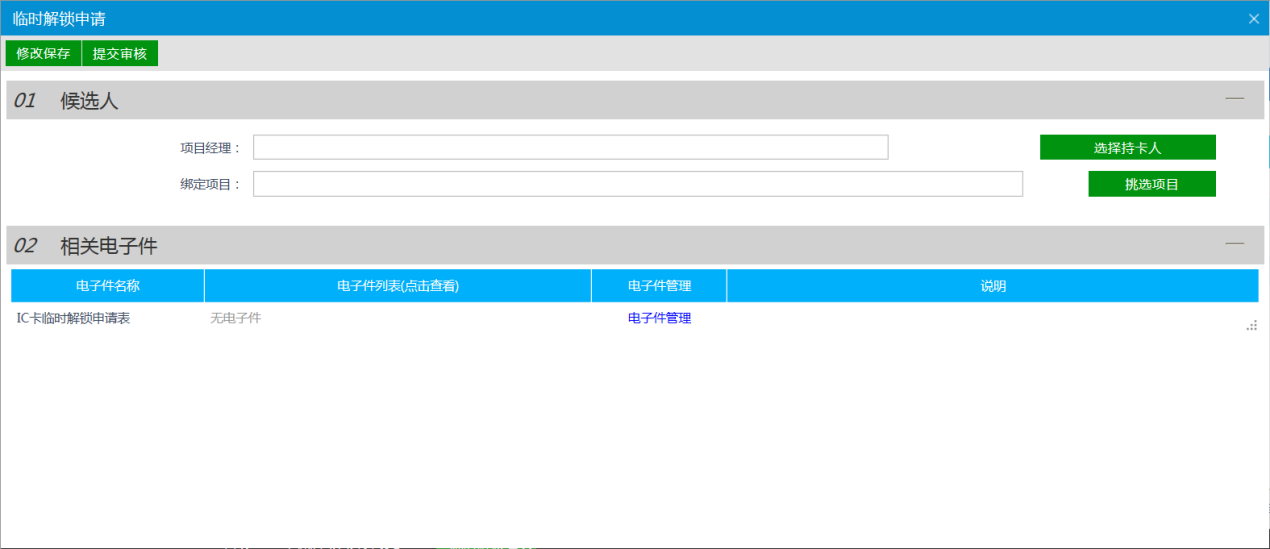 临时解锁申请
修改保存 提交审核
01 候选人
项目经理： 选择持卡人
绑定项目： 挑选项目
02 相关电子件
电子件名称 电子件列表(点击查看) 电子件管理 说明
IC卡临时解锁申请表 无电子件 电子件管理